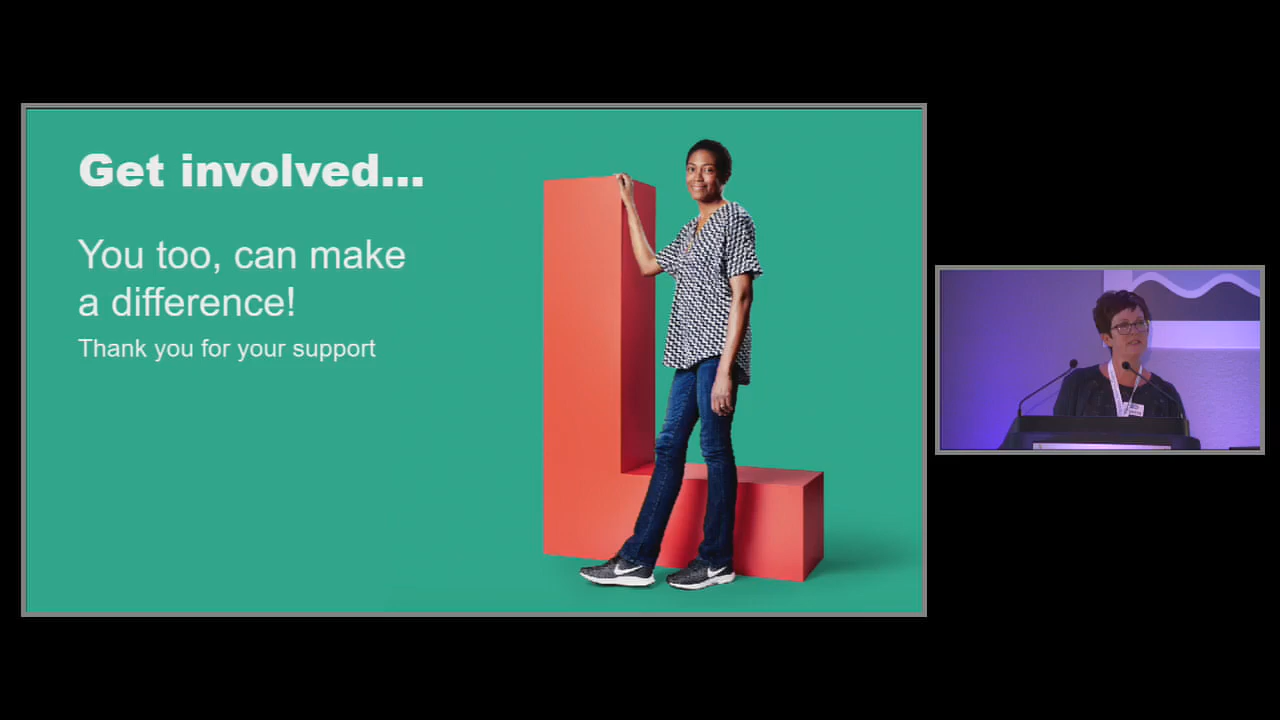 Get involved...
You too, can make
a difference!
Thank you for your support